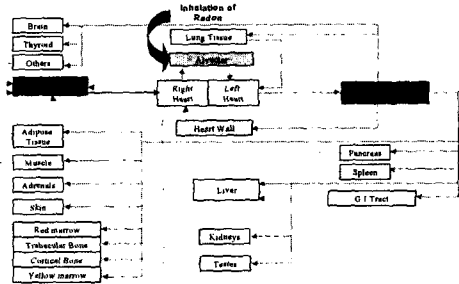 Inhalation of
Radon
Brain
Thyroid
Others
Lung Tissue
Alveolar
Right
Heart
Left
Heart
Heart Wall
Adipose
Tissue
Muscle
Adrenals
Skin
Red marrow
Trabecular Bone
Cortical Bone
Yellow marrow
Liver
Kidneys
Testes
Pancreas
Spleen
G I Tract